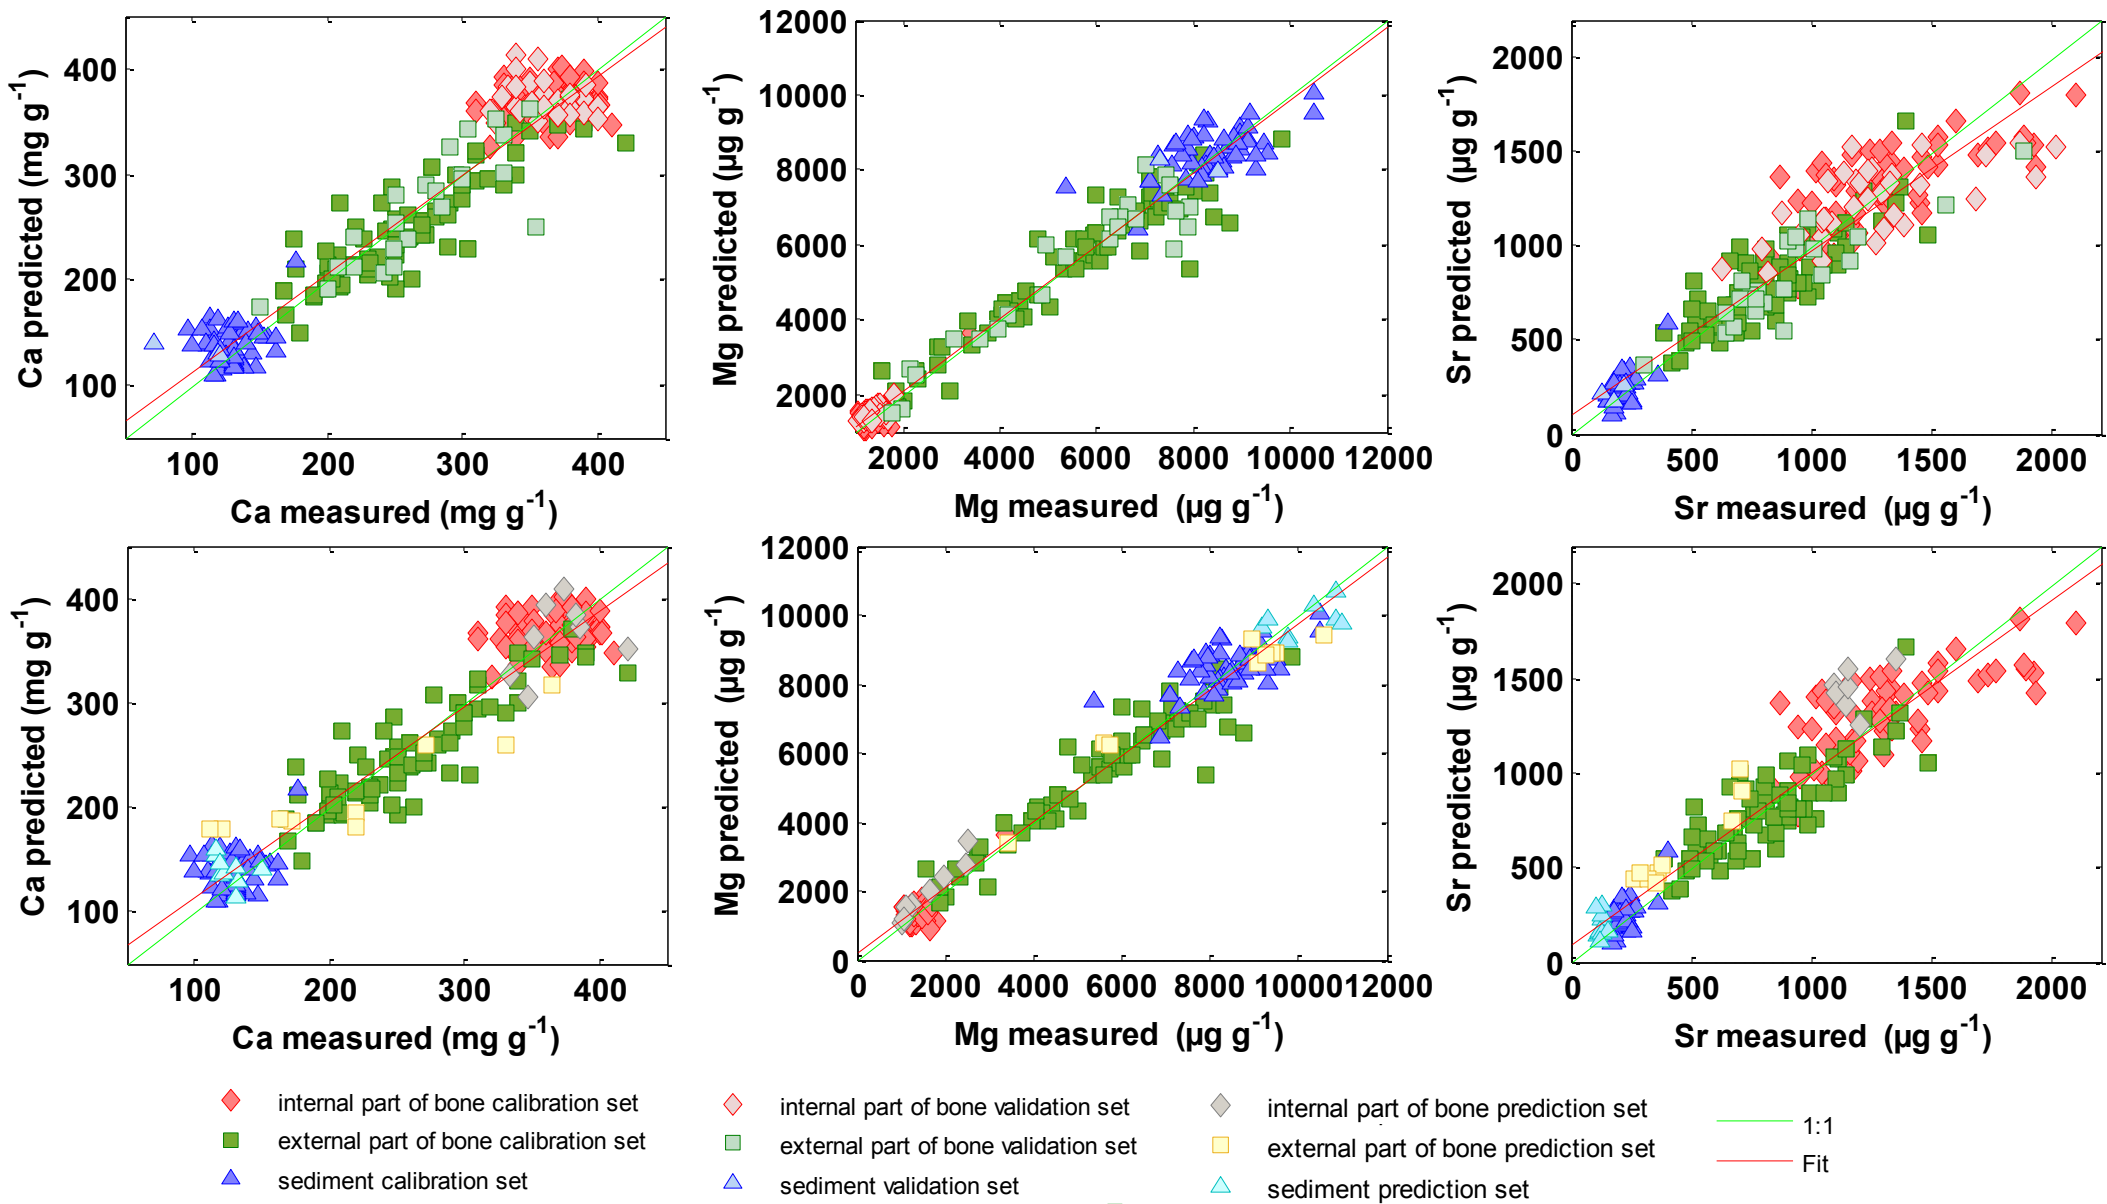 400
300
200
100
Ca predicted (mg g-1)
100 200 300 400
Ca measured (mg g-1)
12000
10000
8000
6000
4000
2000
Mg predicted (µg g-1)
2000 4000 6000 8000 10000 12000
Mg measured (µg g-1)
2000
1500
1000
500
0
Sr predicted (µg g-1)
0 500 1000 1500 2000
Sr measured (µg g-1)
400
300
200
100
Ca predicted (mg g-1)
100 200 300 400
Ca measured (mg g-1)
12000
10000
8000
6000
4000
2000
0
Mg predicted (µg g-1)
0 2000 4000 6000 8000 10000 12000
Mg measured (µg g-1)
2000
1500
1000
500
0
Sr predicted (µg g-1)
0 500 1000 1500 2000
Sr measured (µg g-1)
internal part of bone calibration set
external part of bone calibration set
sediment calibration set
internal part of bone validation set
external part of bone validation set
sediment validation set
internal part of bone prediction set
external part of bone prediction set
sediment prediction set
1:1
Fit